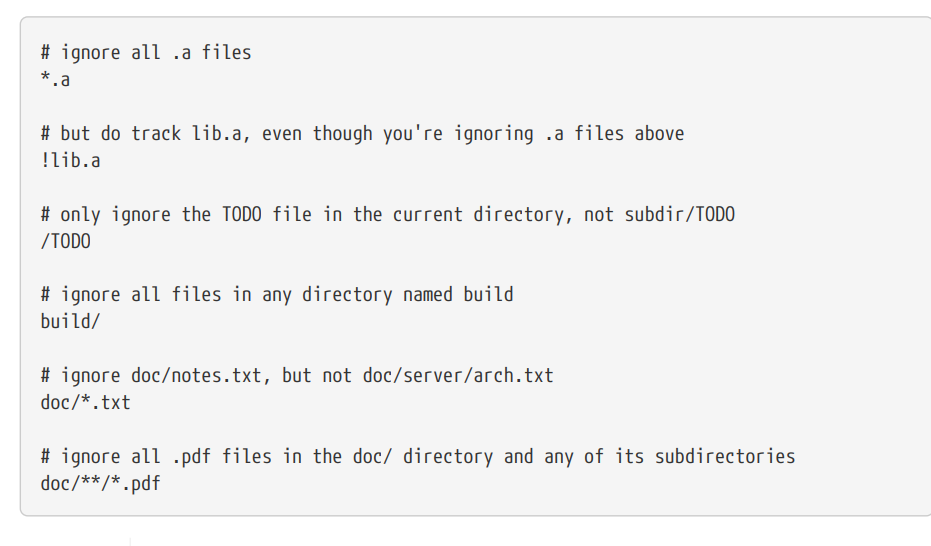 # ignore all .a files
*.a
# but do track lib.a, even though you're ignoring .a files above
!lib.a
# only ignore the TODO file in the current directory, not subdir/TODO
/TODO
# ignore all files in any directory named build
build/
# ignore doc/notes.txt, but not doc/server/arch.txt
doc/*.txt
# ignore all .pdf files in the doc/ directory and any of its subdirectories
doc/**/*.pdf